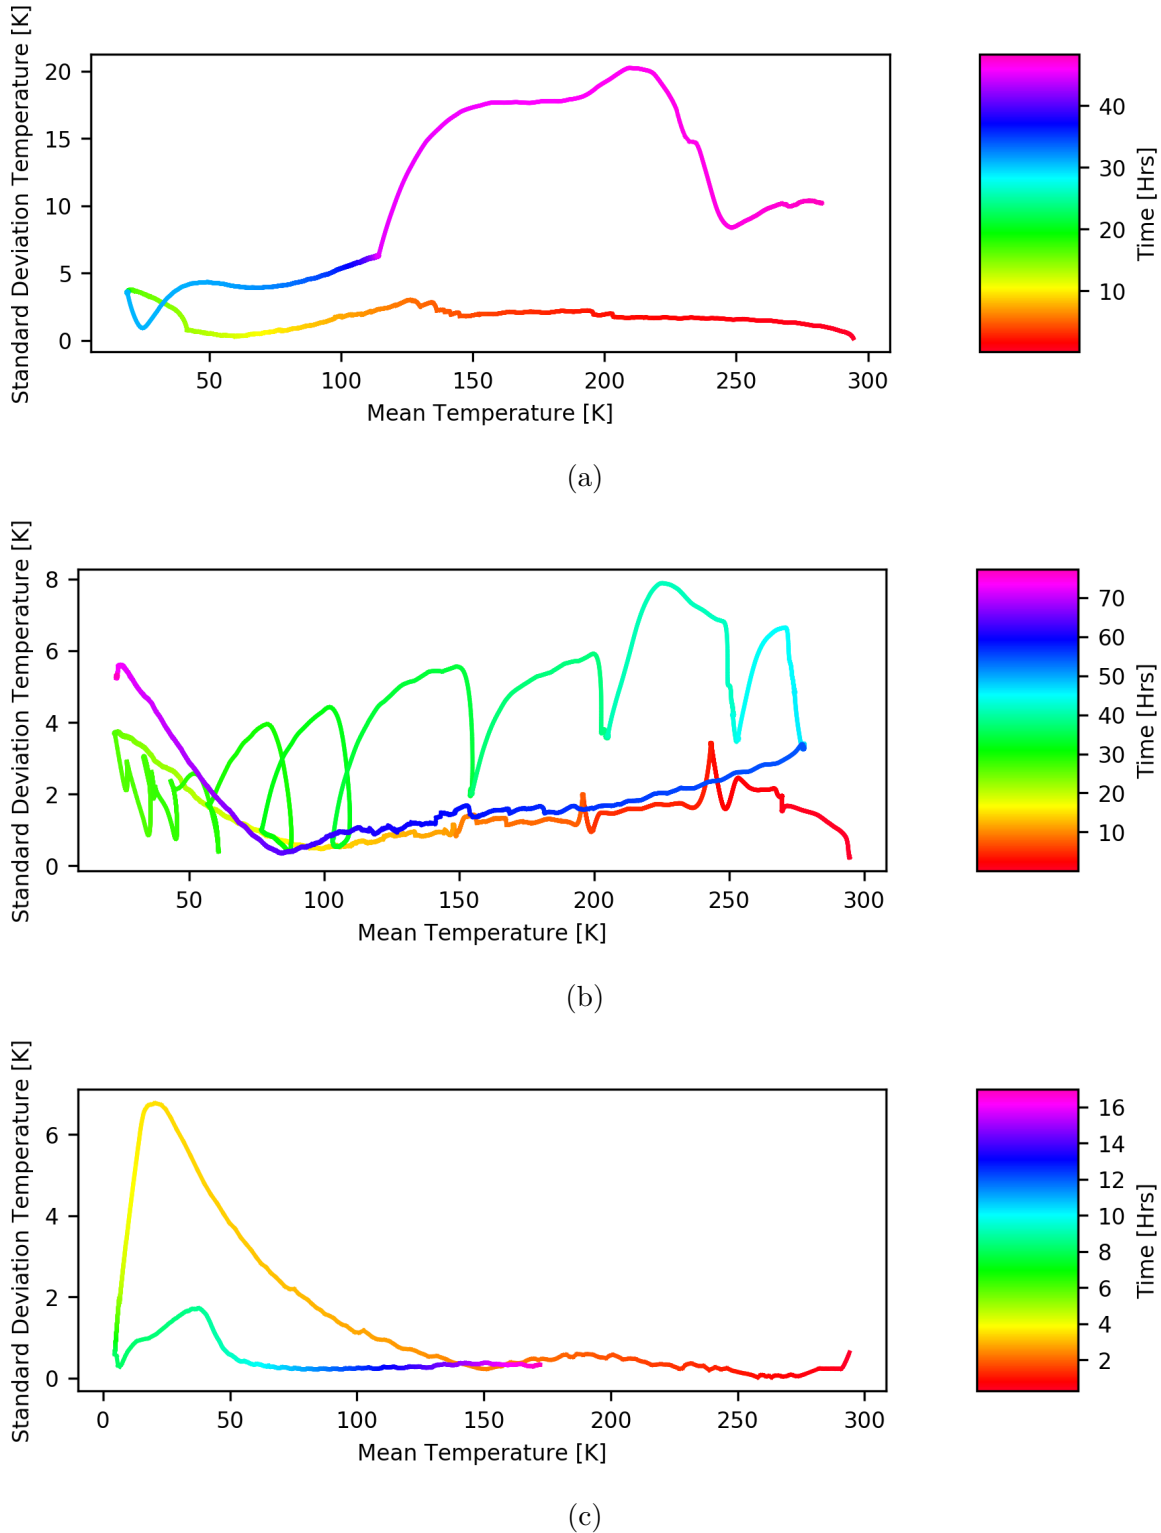 Standard Deviation Temperature [K]
20
15
10
5
0
50 100 150 200 250 300
Mean Temperature [K]
40
30
20
10
Time [Hrs]
(a)
Standard Deviation Temperature [K]
8
6
4
2
0
50 100 150 200 250 300
Mean Temperature [K]
70
60
50
40
30
20
10
Time [Hrs]
(b)
Standard Deviation Temperature [K]
6
4
2
0
0 50 100 150 200 250 300
Mean Temperature [K]
16
14
12
10
8
6
4
2
Time [Hrs]
(c)